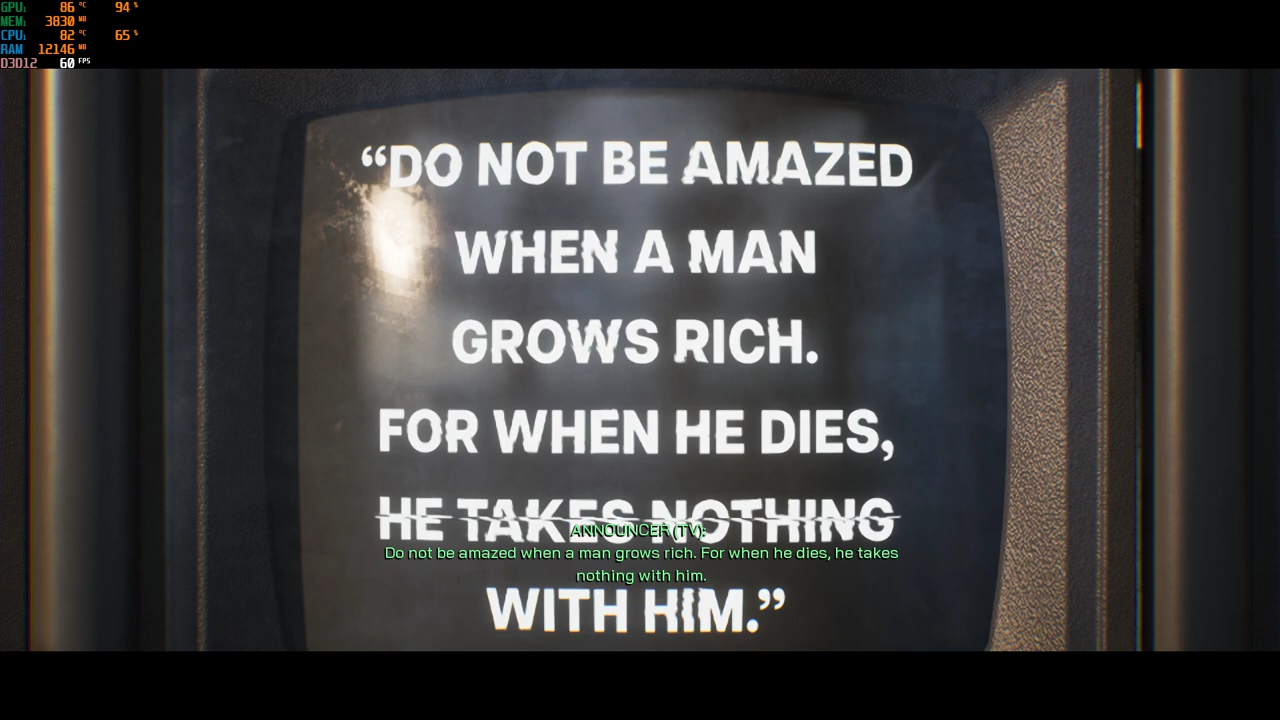 GPU: 86 °C 94 %
MEM: 3830 MB
CPU: 82 °C 65 %
RAM 12146 MB
D3D12 60 FPS
“DO NOT BE AMAZED
WHEN A MAN
GROWS RICH.
FOR WHEN HE DIES,
HE TAKES NOTHING
ANNOUNCER (TV):
Do not be amazed when a man grows rich. For when he dies, he takes
nothing with him.
WITH HIM.”